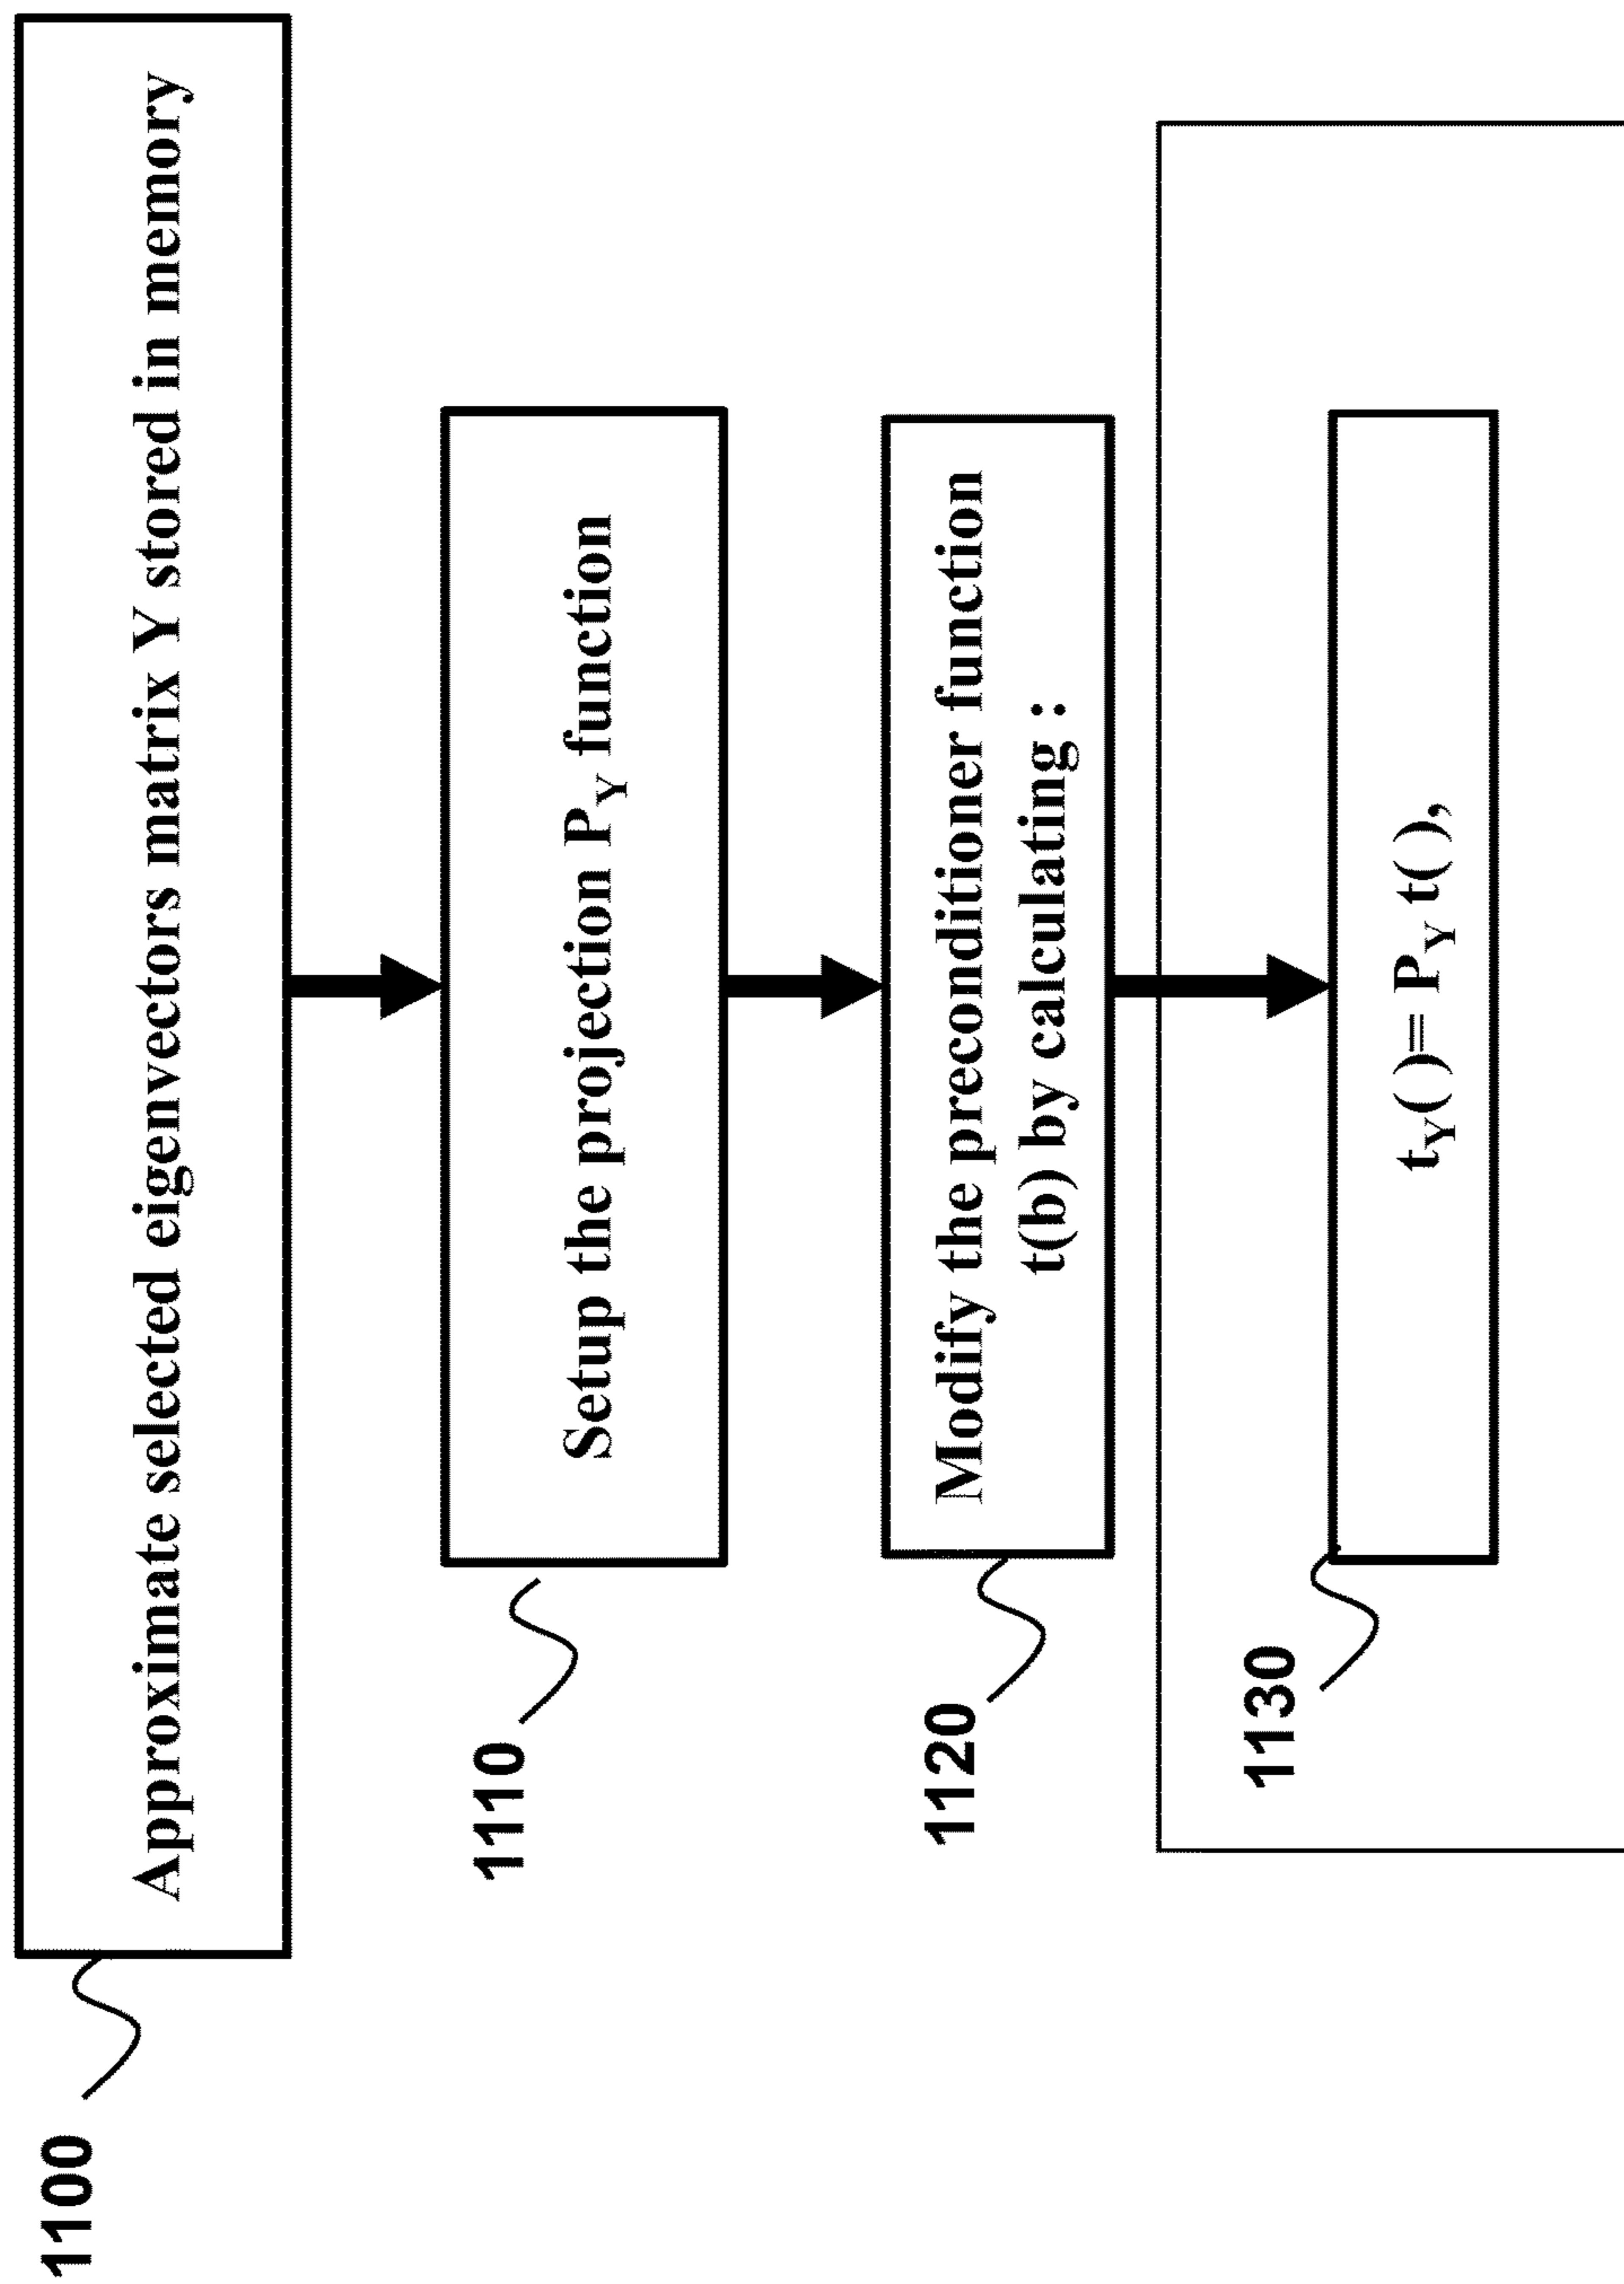 Approximate selected eigenvectors matrix Y stored in memory
1100
Setup the projection P_Y function
1110
Modify the preconditioner function
t(b) by calculating :
1120
t_Y( )= P_Y t( ),
1130